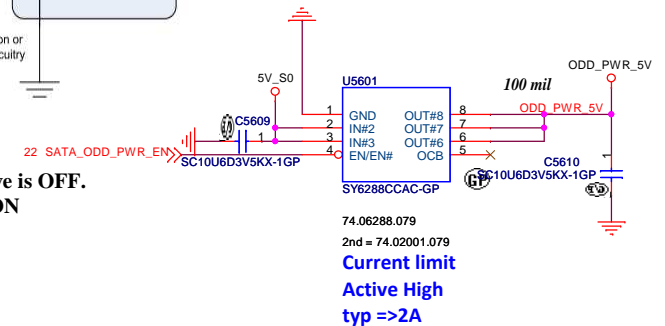 on or
cuitry
5V_S0
U5601
100 mil
ODD_PWR_5V
C5609
1
1 GND OUT#8 8
ODD_PWR_5V
2 IN#2 OUT#7 7
3 IN#3 OUT#6 6
22 SATA_ODD_PWR_EN
4 EN/EN# OCB 5
SC10U6D3V5KX-1GP
SY6288CCAC-GP
C5610
1
SC10U6D3V5KX-1GP
GP
ve is OFF.
ON
74.06288.079
2nd = 74.02001.079
Current limit
Active High
typ =>2A